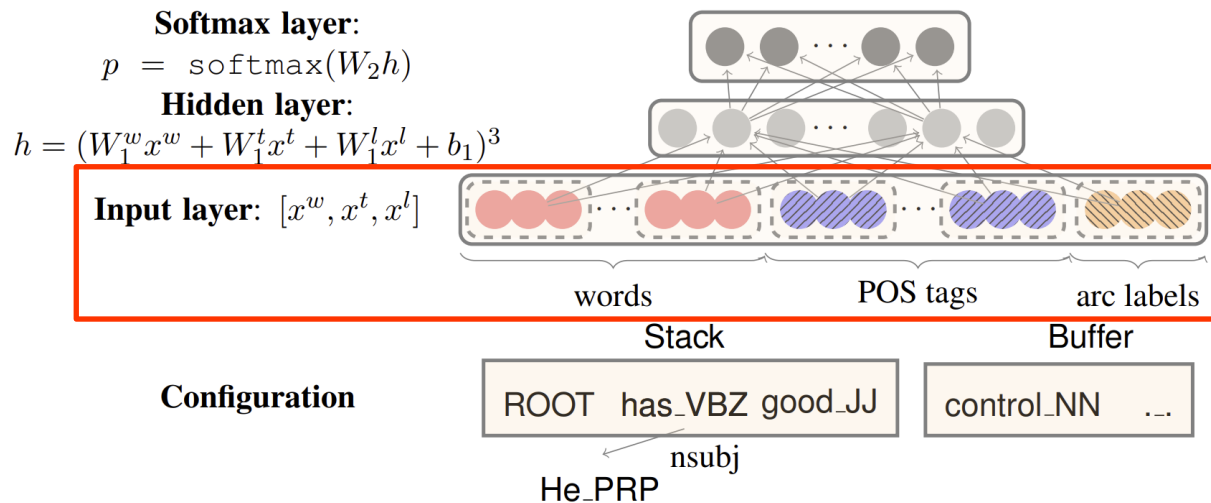 Softmax layer:
p = softmax(W₂h)
Hidden layer:
h = (W₁ʷxʷ + W₁ᵗxᵗ + W₁ˡxˡ + b₁)³
Input layer: [xʷ, xᵗ, xˡ]
··· ···
···
··· ···
words POS tags arc labels
Stack Buffer
Configuration
ROOT has_VBZ good_JJ control_NN ._.
nsubj
He_PRP